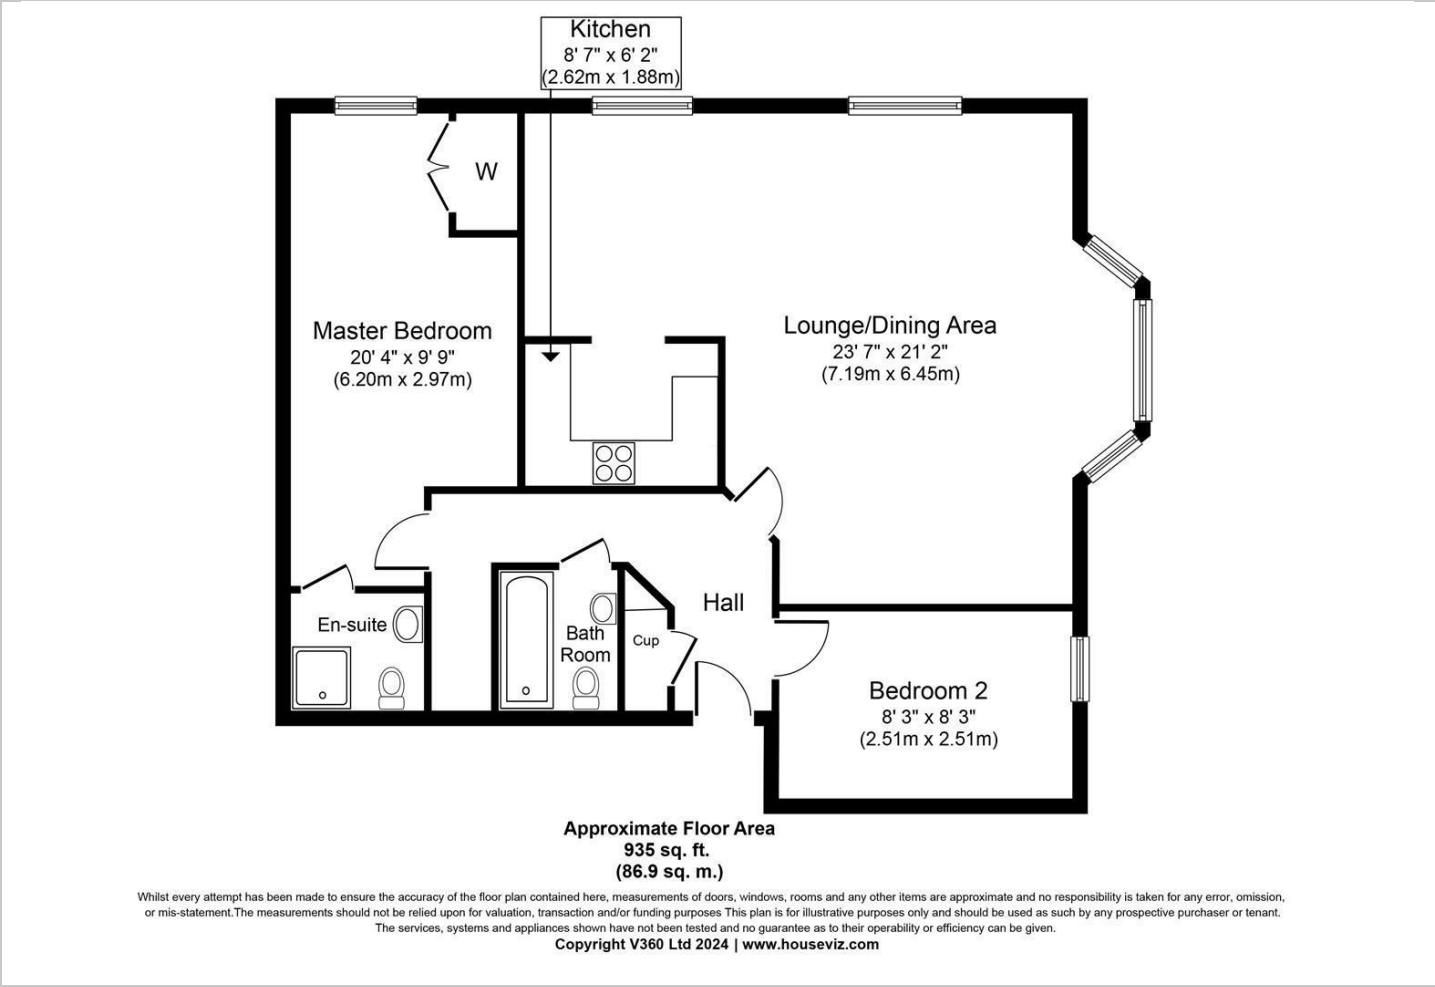 Kitchen
8' 7" x 6' 2"
(2.62m x 1.88m)
W
Master Bedroom
20' 4" x 9' 9"
(6.20m x 2.97m)
Lounge/Dining Area
23' 7" x 21' 2"
(7.19m x 6.45m)
Hall
En-suite
Bath
Room
Cup
Bedroom 2
8' 3" x 8' 3"
(2.51m x 2.51m)
Approximate Floor Area
935 sq. ft.
(86.9 sq. m.)
Whilst every attempt has been made to ensure the accuracy of the floor plan contained here, measurements of doors, windows, rooms and any other items are approximate and no responsibility is taken for any error, omission,
or mis-statement.The measurements should not be relied upon for valuation, transaction and/or funding purposes This plan is for illustrative purposes only and should be used as such by any prospective purchaser or tenant.
The services, systems and appliances shown have not been tested and no guarantee as to their operability or efficiency can be given.
Copyright V360 Ltd 2024 | www.houseviz.com